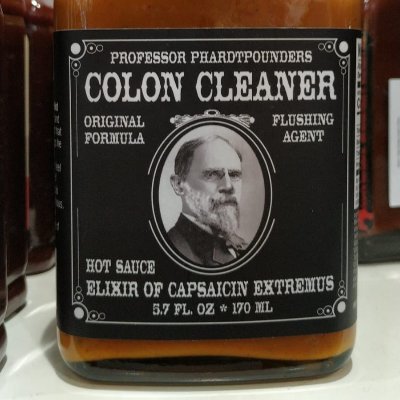 PROFESSOR PHARDTPOUNDERS
COLON CLEANER
ORIGINAL
FORMULA
FLUSHING
AGENT
HOT SAUCE
ELIXIR OF CAPSAICIN EXTREMUS
5.7 FL. OZ * 170 ML